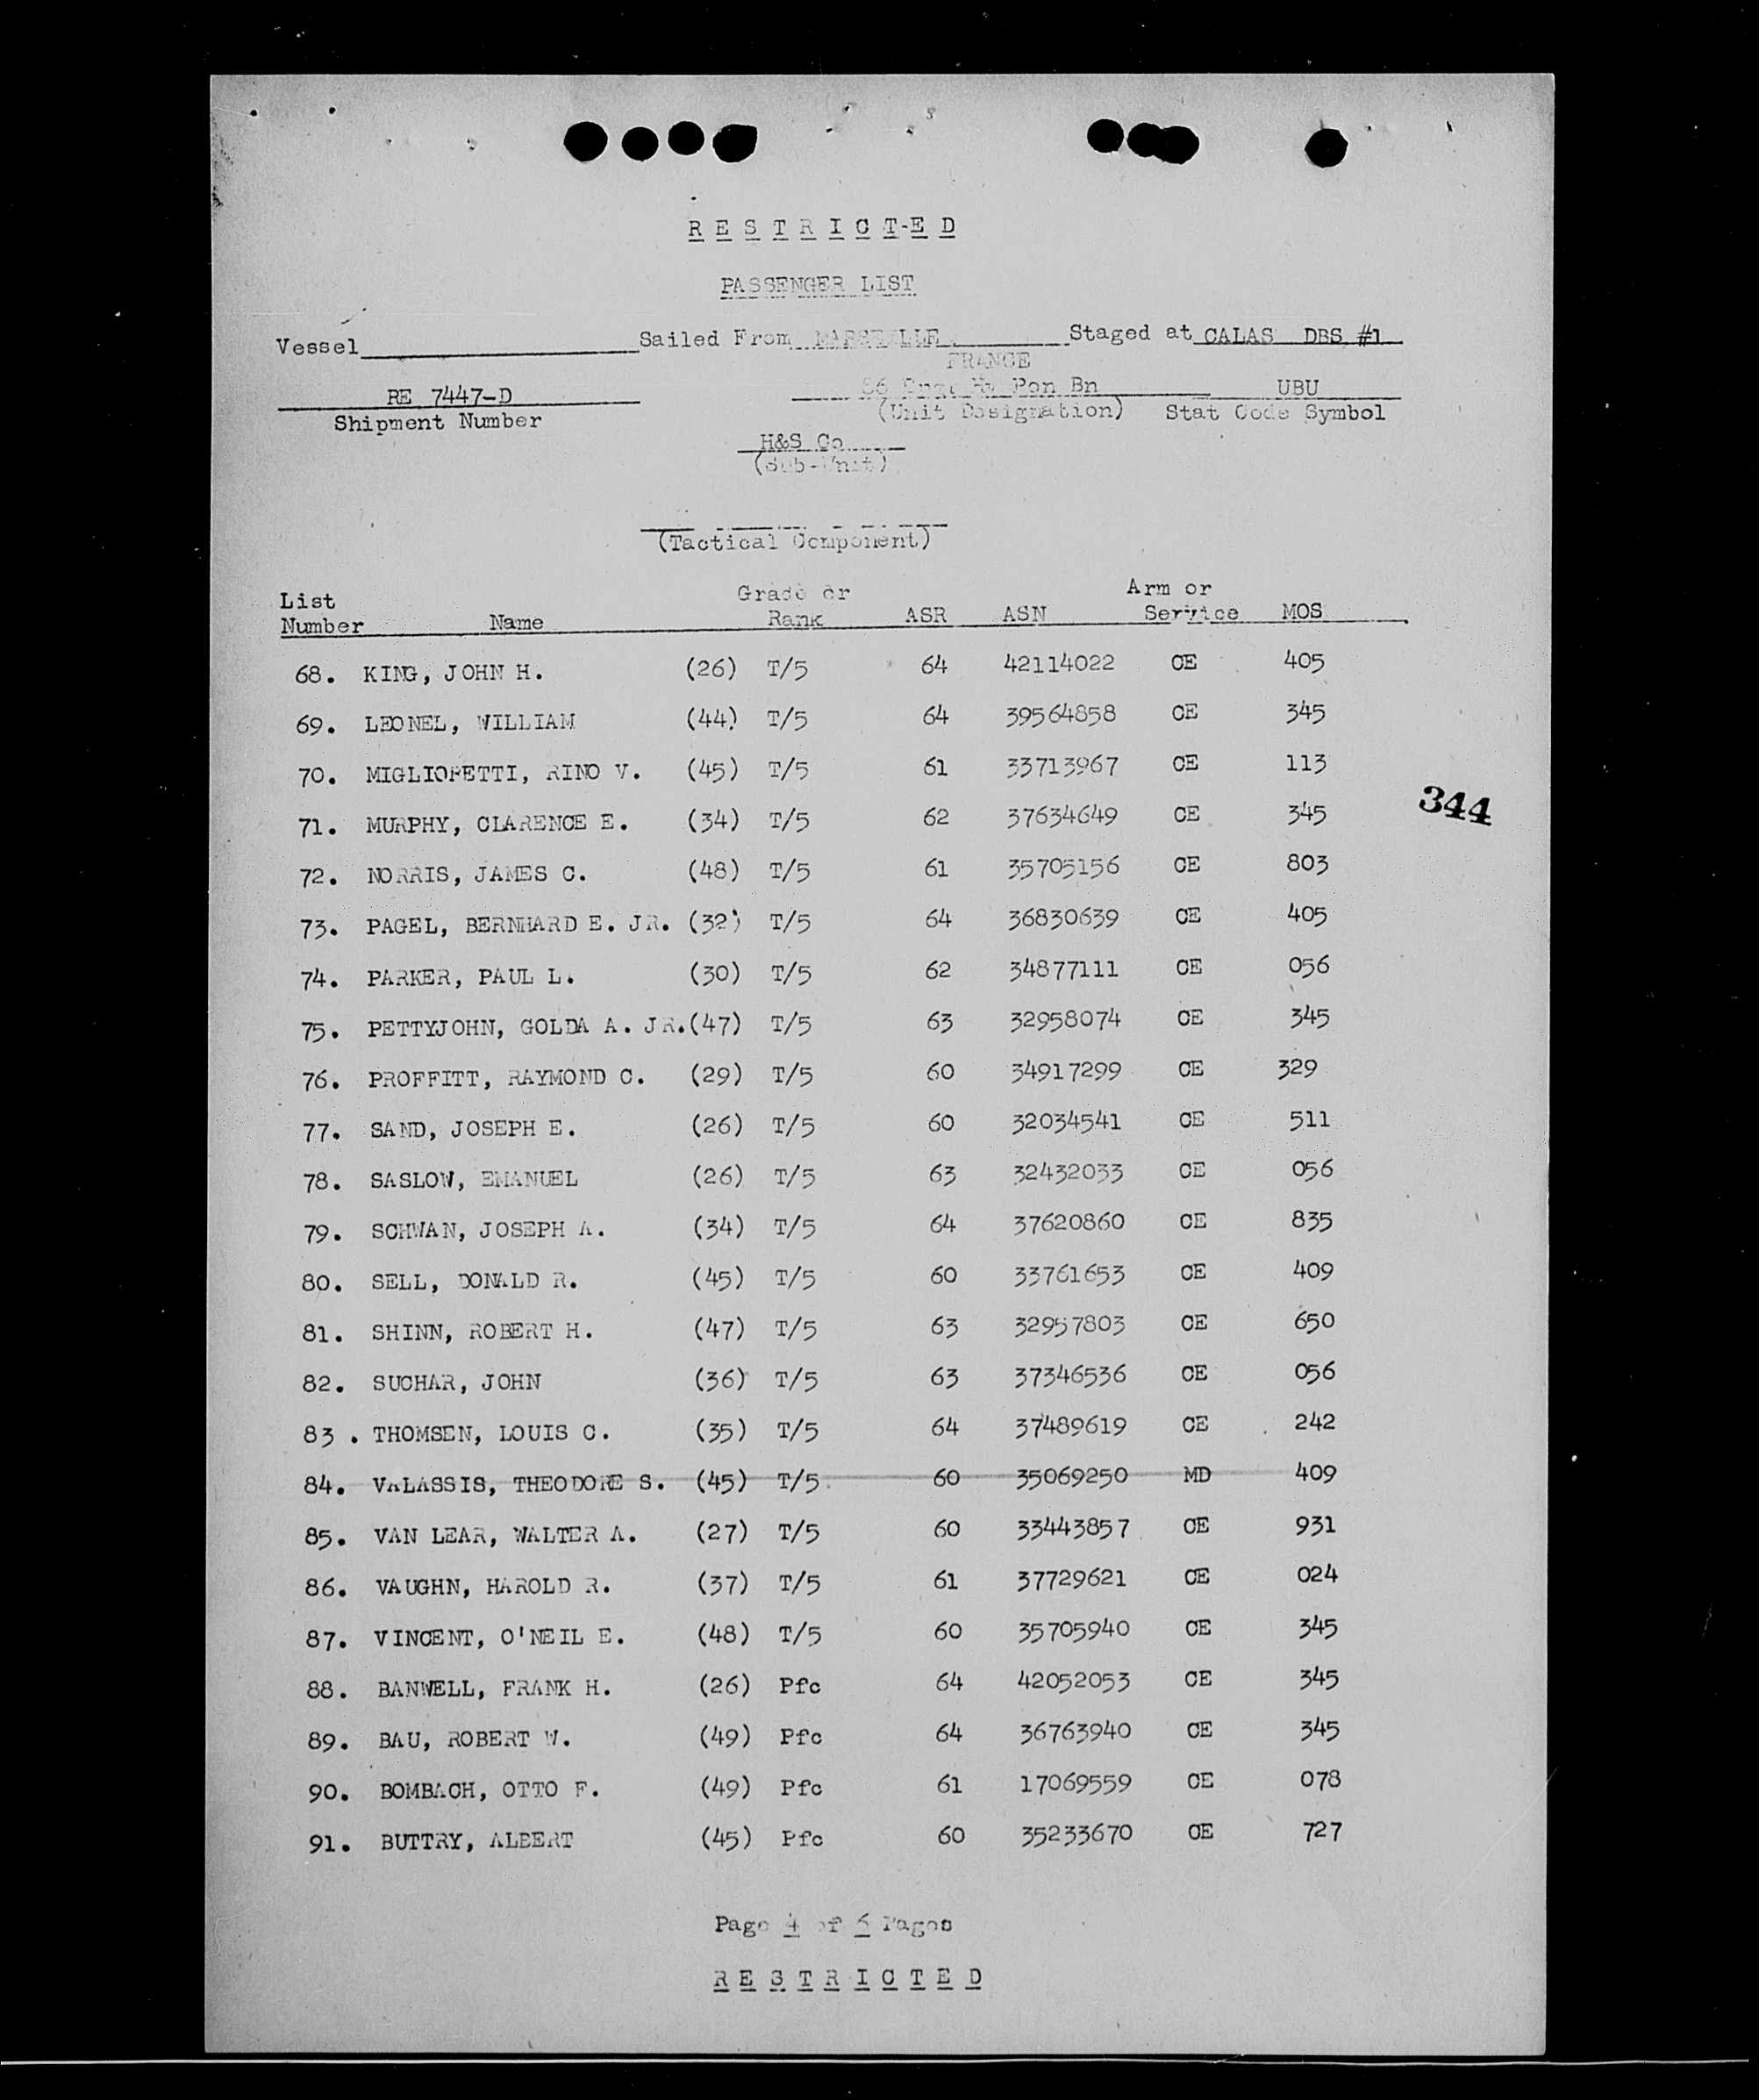 R E S T R I C T-E D
PASSENGER LIST
Vessel Sailed From MARSEILLE Staged at CALAS DBS #1
FRANCE
RE 7447-D 86 Engr Hv Pon Bn UBU
Shipment Number (Unit Designation) Stat Code Symbol
H&S Co
(Sub-Unit)
(Tactical Component)
List Grade or Arm or
Number Name Rank ASR ASN Service MOS
68. KING, JOHN H. (26) T/5 64 42114022 CE 405
69. LEONEL, WILLIAM (44) T/5 64 39564858 CE 345
70. MIGLIORETTI, RINO V. (45) T/5 61 33713967 CE 113
344
71. MURPHY, CLARENCE E. (34) T/5 62 37634649 CE 345
72. NORRIS, JAMES C. (48) T/5 61 35705156 CE 803
73. PAGEL, BERNHARD E. JR. (32) T/5 64 36830639 CE 405
74. PARKER, PAUL L. (30) T/5 62 34877111 CE 056
75. PETTYJOHN, GOLDA A. JR.(47) T/5 63 32958074 CE 345
76. PROFFITT, RAYMOND C. (29) T/5 60 34917299 CE 329
77. SAND, JOSEPH E. (26) T/5 60 32034541 CE 511
78. SASLOW, EMANUEL (26) T/5 63 32432033 CE 056
79. SCHWAN, JOSEPH A. (34) T/5 64 37620860 CE 835
80. SELL, DONALD R. (45) T/5 60 33761653 CE 409
81. SHINN, ROBERT H. (47) T/5 63 32957803 CE 650
82. SUCHAR, JOHN (36) T/5 63 37346536 CE 056
83 . THOMSEN, LOUIS C. (35) T/5 64 37489619 CE 242
84. VALASSIS, THEODORE S. (45) T/5 60 35069250 MD 409
85. VAN LEAR, WALTER A. (27) T/5 60 33443857 CE 931
86. VAUGHN, HAROLD R. (37) T/5 61 37729621 CE 024
87. VINCENT, O'NEIL E. (48) T/5 60 35705940 CE 345
88. BANWELL, FRANK H. (26) Pfc 64 42052053 CE 345
89. BAU, ROBERT W. (49) Pfc 64 36763940 CE 345
90. BOMBACH, OTTO F. (49) Pfc 61 17069559 CE 078
91. BUTTRY, ALBERT (45) Pfc 60 35233670 CE 727
Page 4 of 6 Pages
R E S T R I C T E D